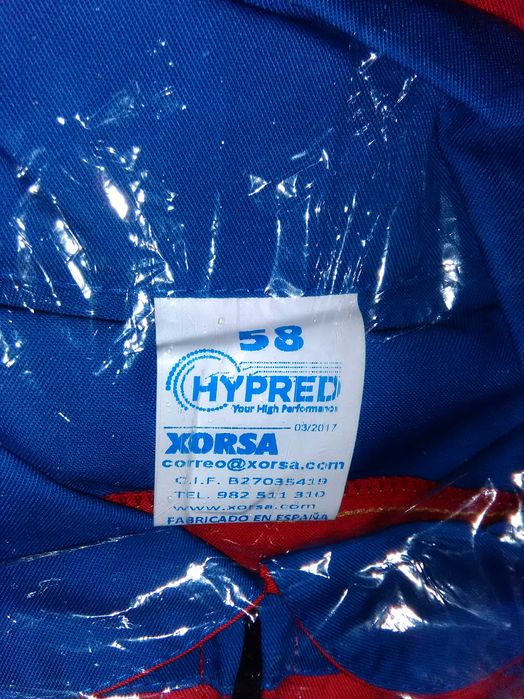 58
HYPRED
Your High Performance
03/2017
XORSA
correo@xorsa.com
C.I.F. B27035419
TEL. 982 511 310
www.xorsa.com
FABRICADO EN ESPAÑA